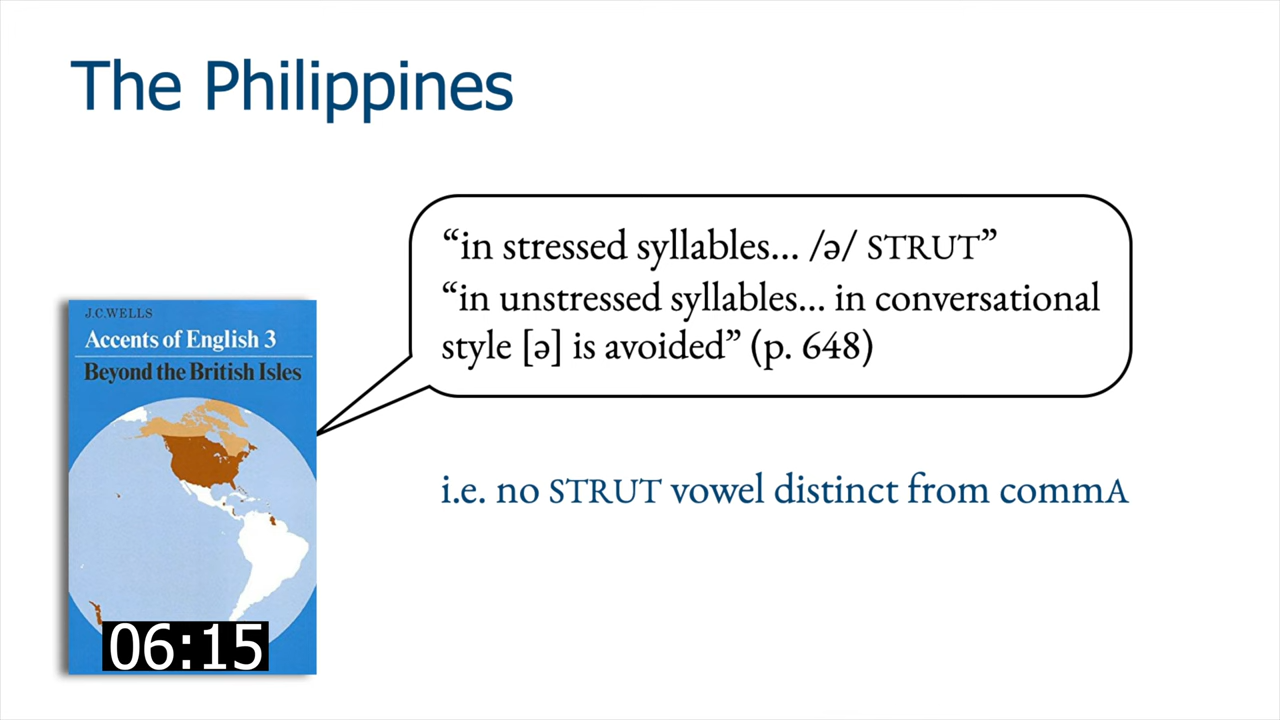 The Philippines
“in stressed syllables... /ə/ STRUT”
“in unstressed syllables... in conversational
style [ə] is avoided” (p. 648)
J.C.WELLS
Accents of English 3
Beyond the British Isles
i.e. no STRUT vowel distinct from commA
06:15